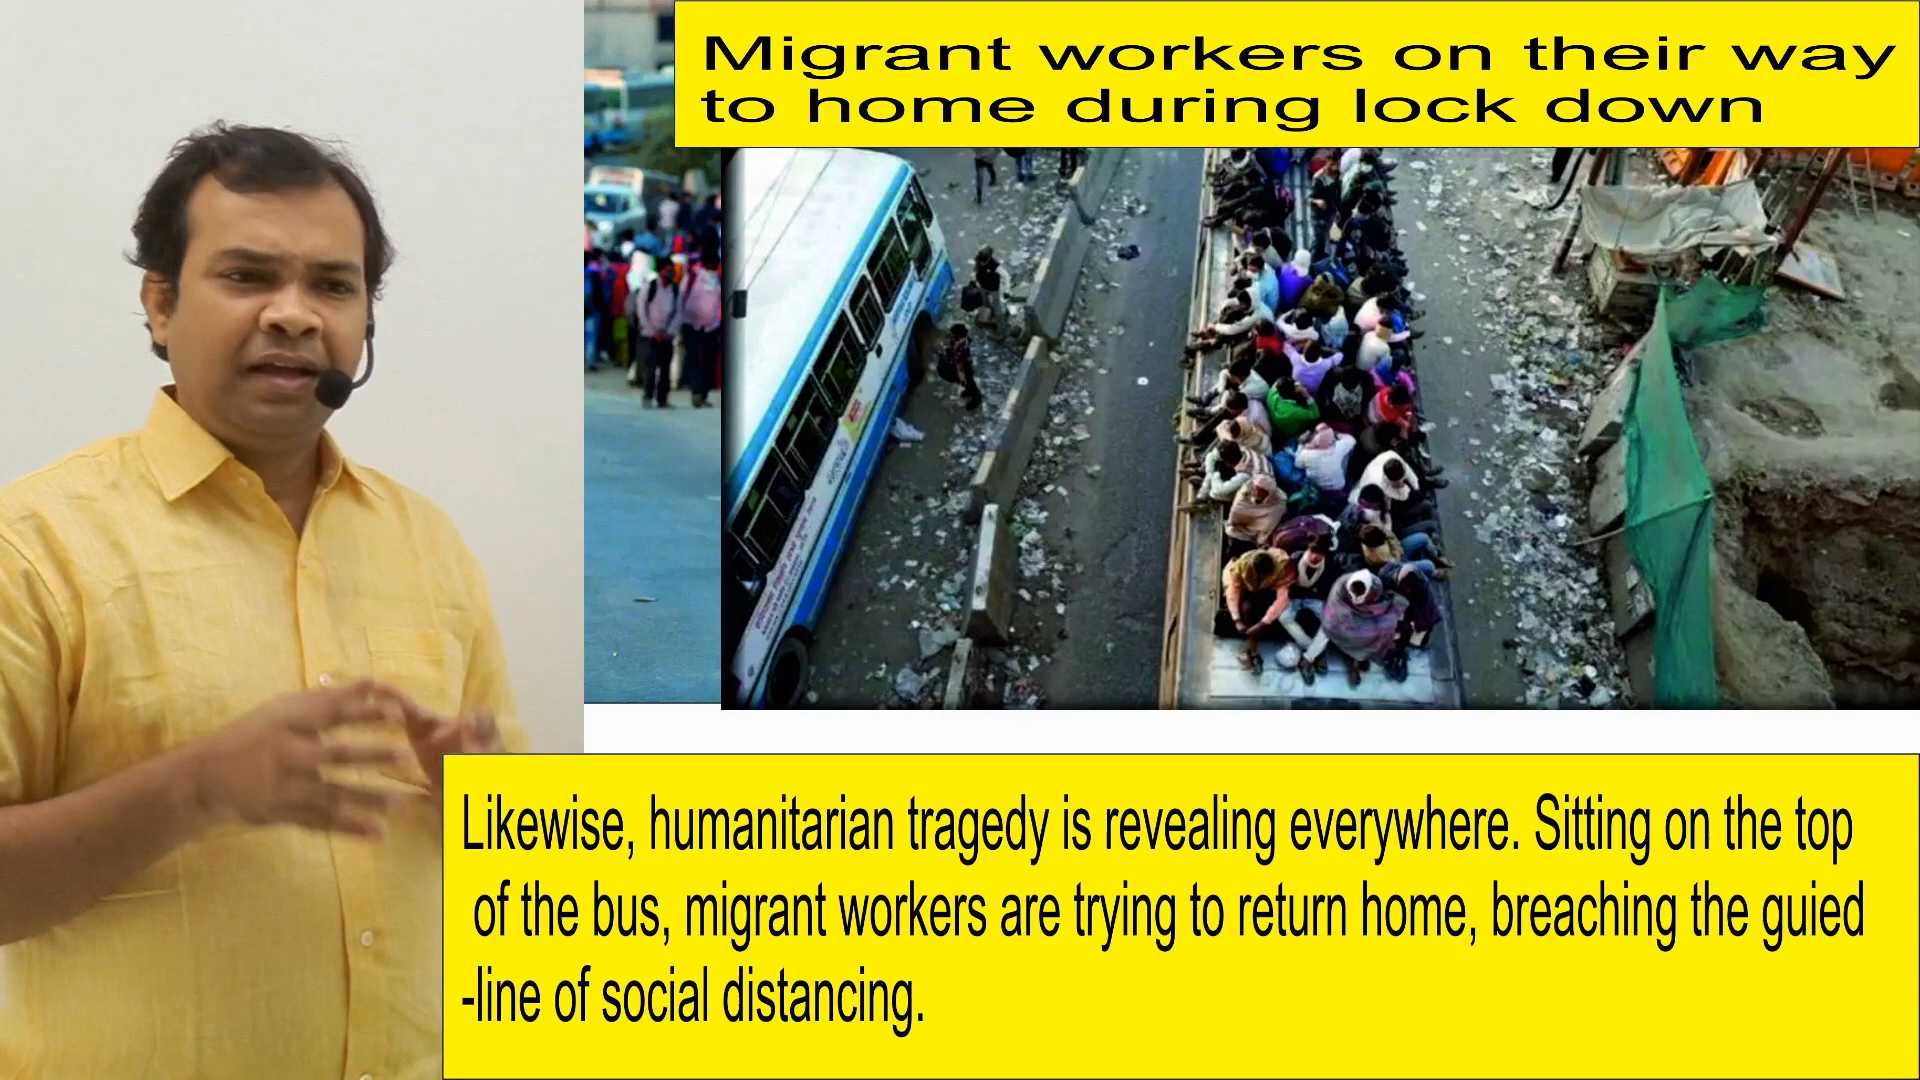 Migrant workers on their way
to home during lock down
Likewise, humanitarian tragedy is revealing everywhere. Sitting on the top
of the bus, migrant workers are trying to return home, breaching the guied
-line of social distancing.